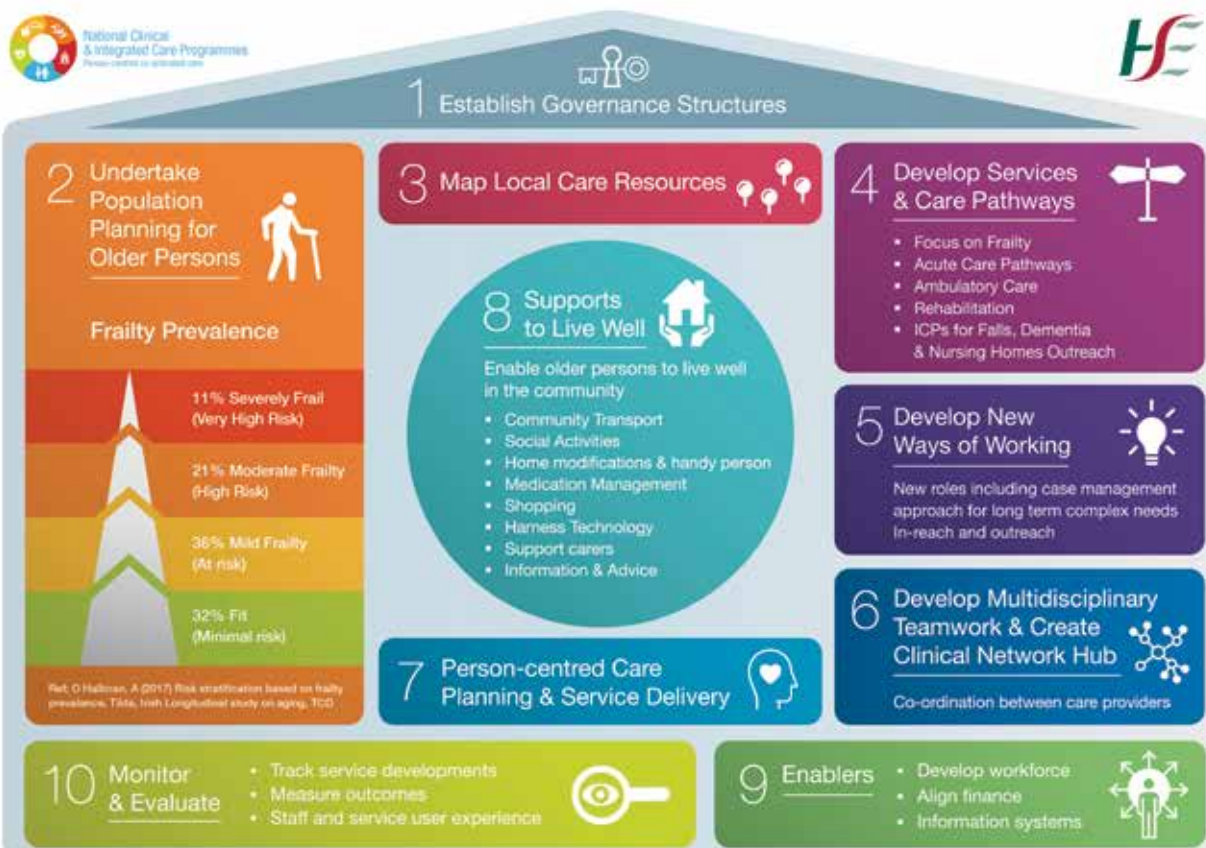 National Clinical
& Integrated Care Programmes
Person-centred co-ordinated care
HSE
1 Establish Governance Structures
2 Undertake
Population
Planning for
Older Persons
Frailty Prevalence
11% Severely Frail
(Very High Risk)
21% Moderate Frailty
(High Risk)
36% Mild Frailty
(At risk)
32% Fit
(Minimal risk)
Ref; O Halloran, A (2017) Risk stratification based on frailty
prevalence, Tilda, Irish Longitudinal study on aging, TCD
3 Map Local Care Resources
4 Develop Services
& Care Pathways
▪ Focus on Frailty
▪ Acute Care Pathways
▪ Ambulatory Care
▪ Rehabilitation
▪ ICPs for Falls, Dementia
& Nursing Homes Outreach
5 Develop New
Ways of Working
New roles including case management
approach for long term complex needs
In-reach and outreach
6 Develop Multidisciplinary
Teamwork & Create
Clinical Network Hub
Co-ordination between care providers
7 Person-centred Care
Planning & Service Delivery
8 Supports
to Live Well
Enable older persons to live well
in the community
• Community Transport
• Social Activities
• Home modifications & handy person
• Medication Management
• Shopping
• Harness Technology
• Support carers
• Information & Advice
9 Enablers
• Develop workforce
• Align finance
• Information systems
10 Monitor
& Evaluate
• Track service developments
• Measure outcomes
• Staff and service user experience